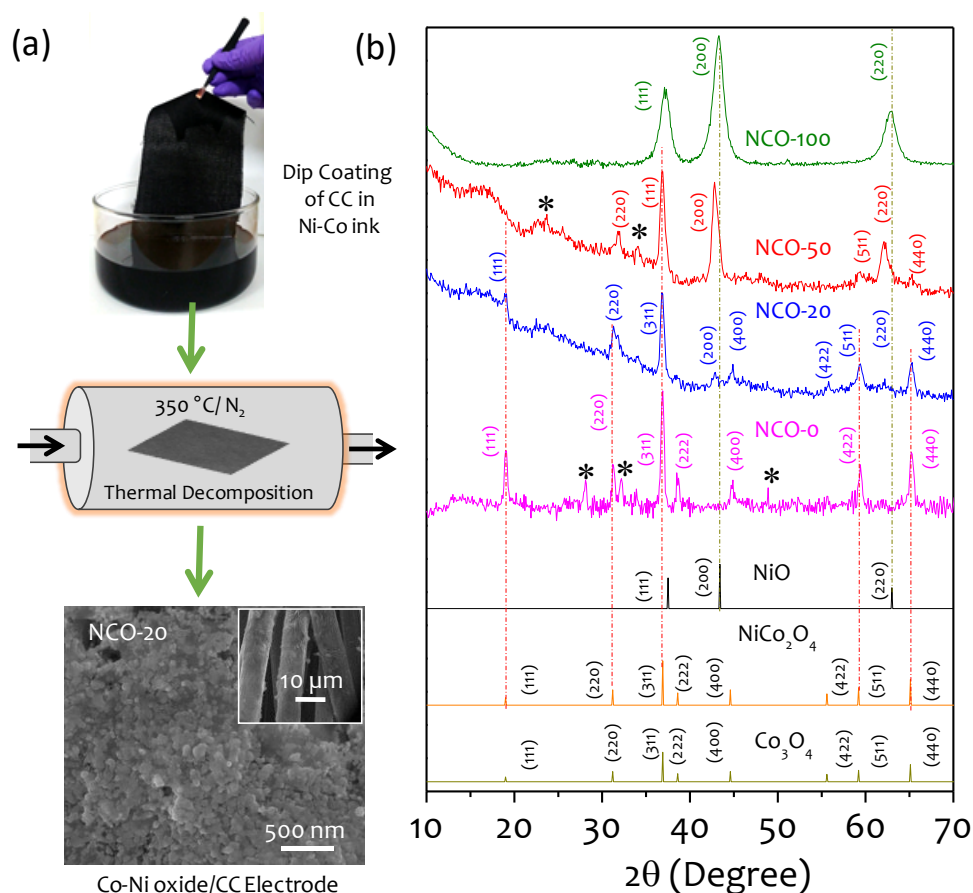 (a)
Dip Coating
of CC in
Ni-Co ink
350 °C/ N₂
Thermal Decomposition
NCO-20
10 µm
500 nm
Co-Ni oxide/CC Electrode
(b)
(111)
(200)
(220)
NCO-100
*
(220)
*
(111)
(200)
(511)
(220)
(440)
NCO-50
(111)
(220)
(311)
(200)
(400)
(422)
(511)
(220)
(440)
NCO-20
(111)
*
(220)
*
(311)
(222)
(400)
*
(422)
(440)
NCO-0
(111)
(200)
(220)
NiO
NiCo₂O₄
(111)
(220)
(311)
(222)
(400)
(422)
(511)
(440)
Co₃O₄
(111)
(220)
(311)
(222)
(400)
(422)
(511)
(440)
10 20 30 40 50 60 70
2θ (Degree)